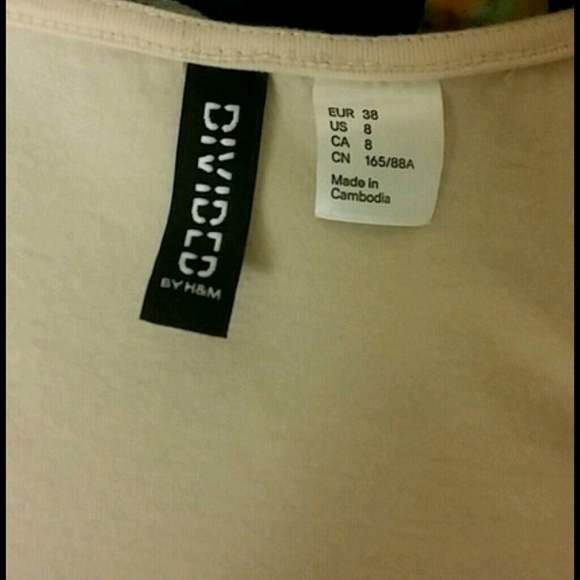 DIVIDED
BY H&M
EUR 38
US 8
CA 8
CN 165/88A
Made in
Cambodia